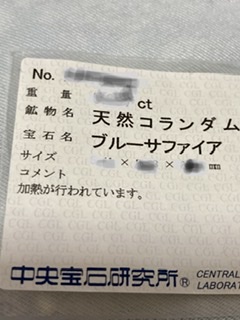 No.
重量 ct
鉱物名 天然コランダム
宝石名 ブルーサファイア
サイズ × × mm
コメント
加熱が行われています。
中央宝石研究所® CENTRAL
LABORAT